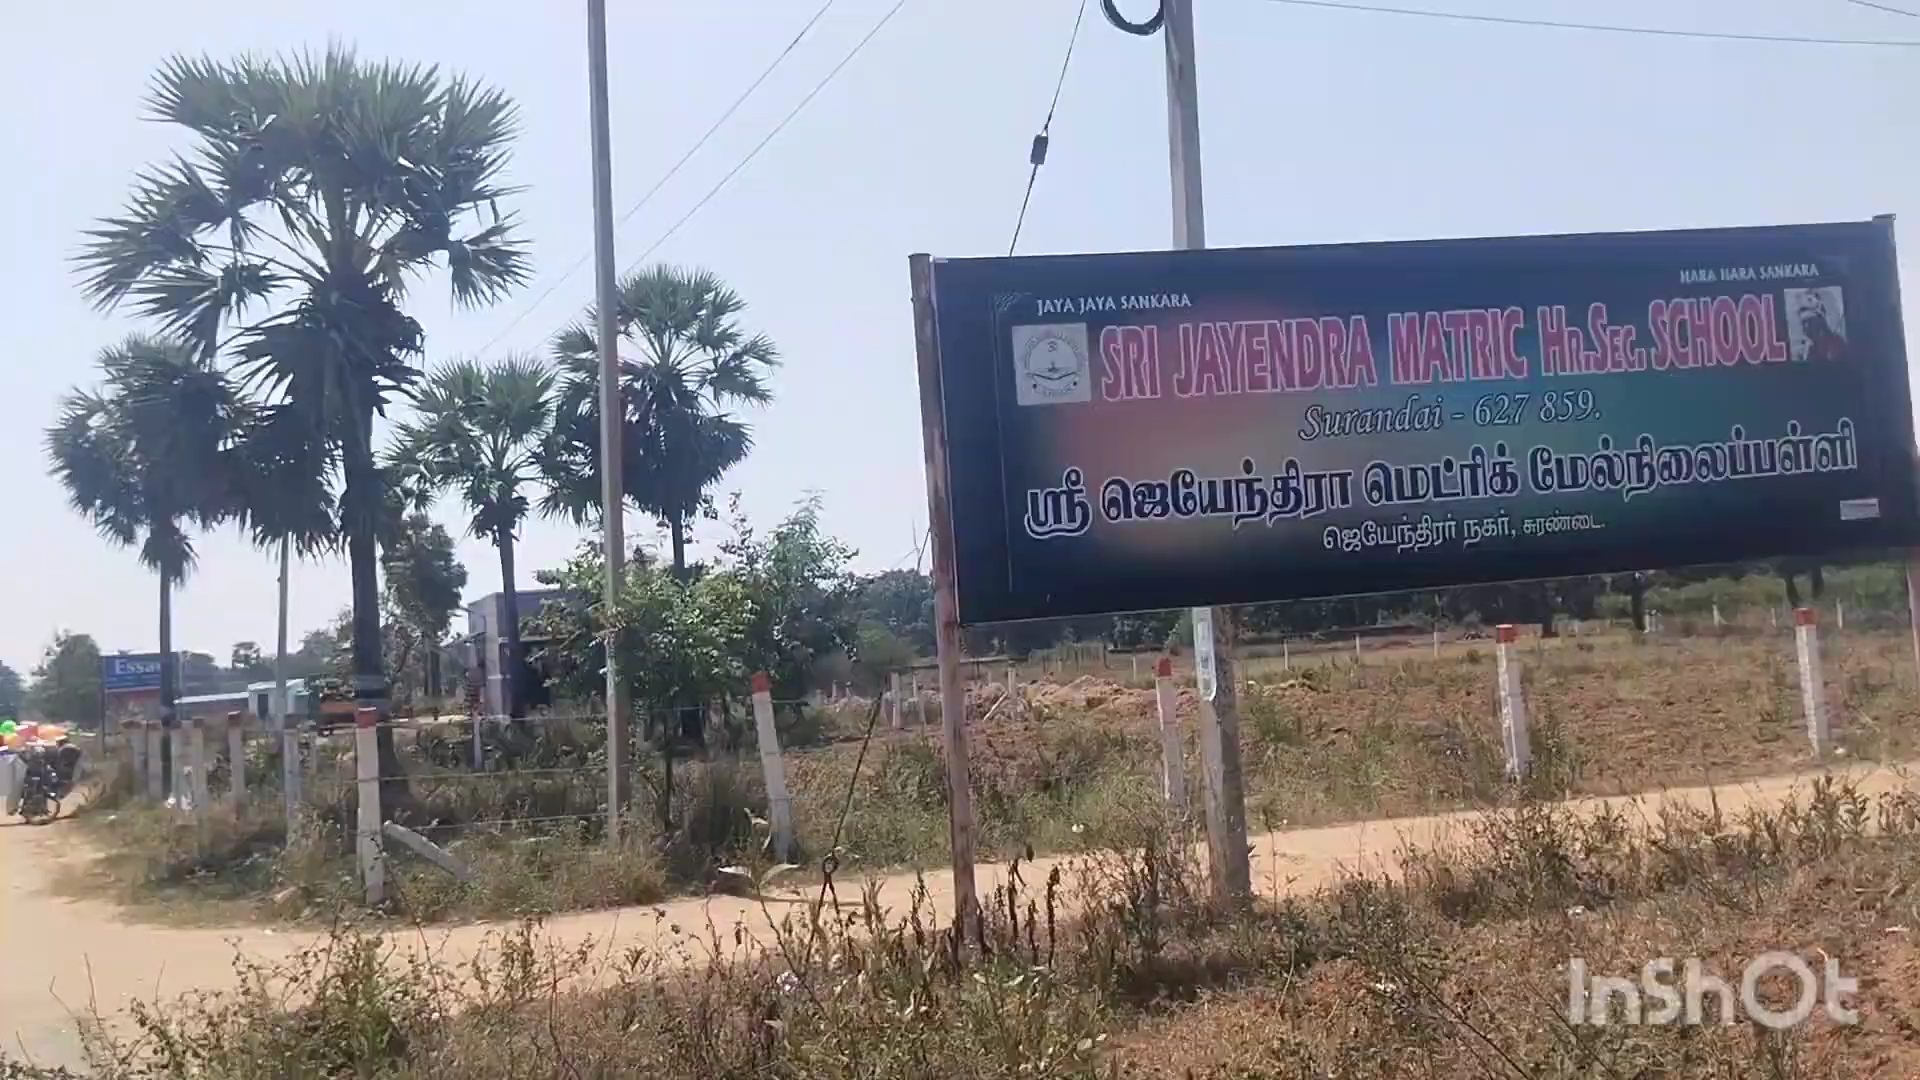 JAYA JAYA SANKARA
HARA HARA SANKARA
SRI JAYENDRA MATRIC HR.SEC. SCHOOL
Surandai - 627 859.
ஸ்ரீ ஜெயேந்திரா மெட்ரிக் மேல்நிலைப்பள்ளி
ஜெயேந்திரர் நகர், சுரண்டை.
InShOt